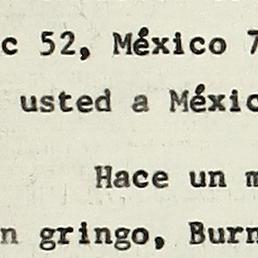 c 52, México 7
usted a Méxic
Hace un m
n gringo, Burn